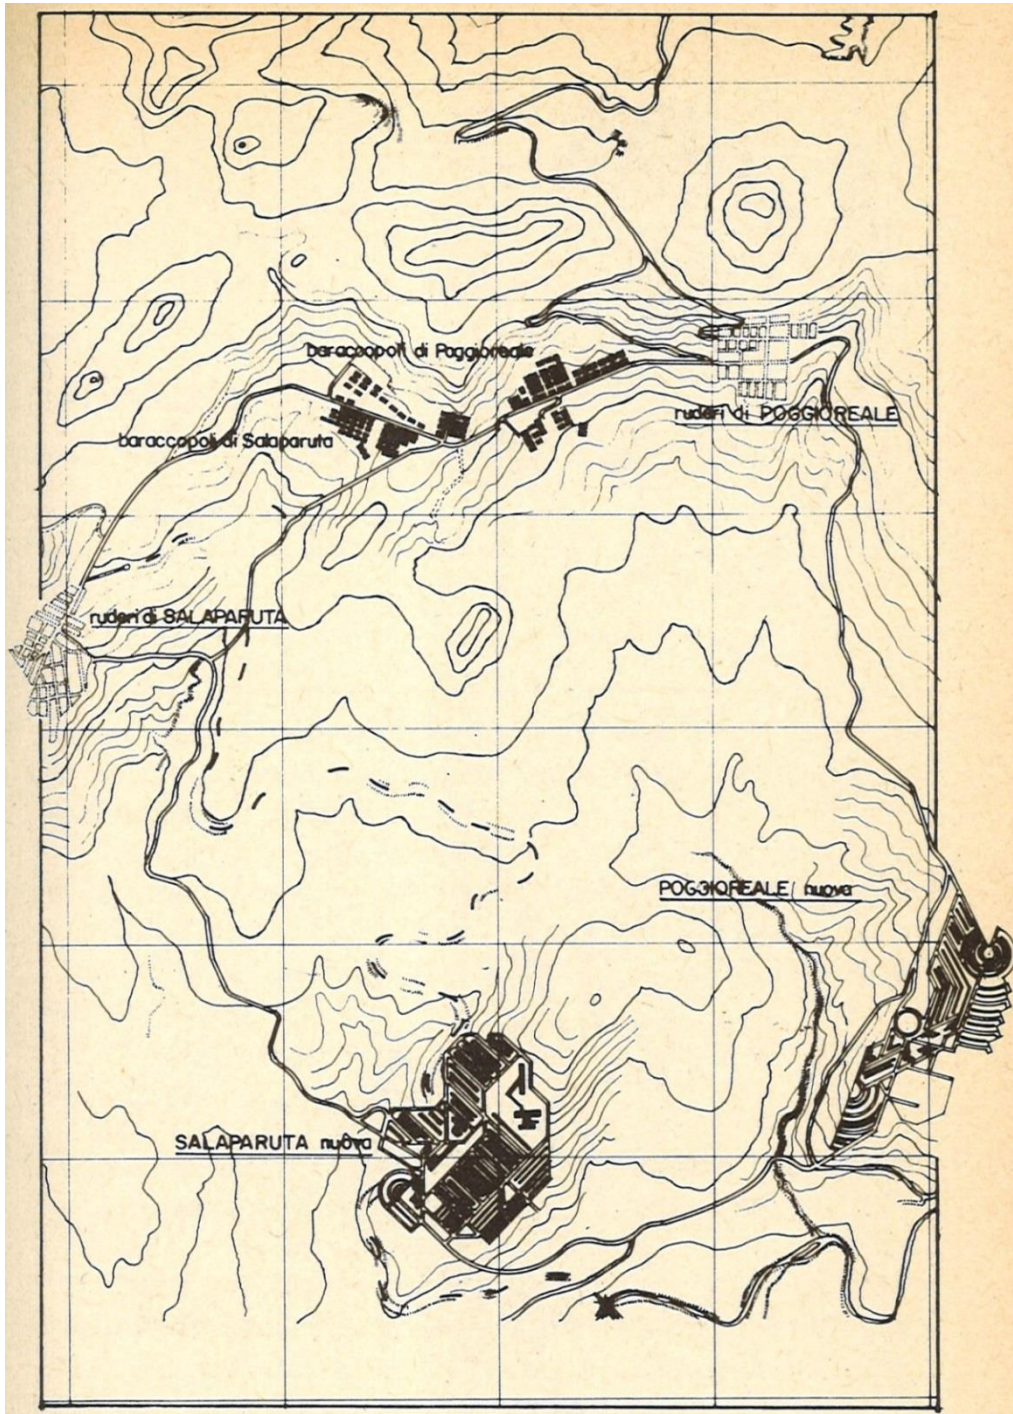 baraccopoli di Poggioreale
ruderi di POGGIOREALE
baraccopoli di Salaparuta
ruderi di SALAPARUTA
POGGIOREALE nuova
SALAPARUTA nuova